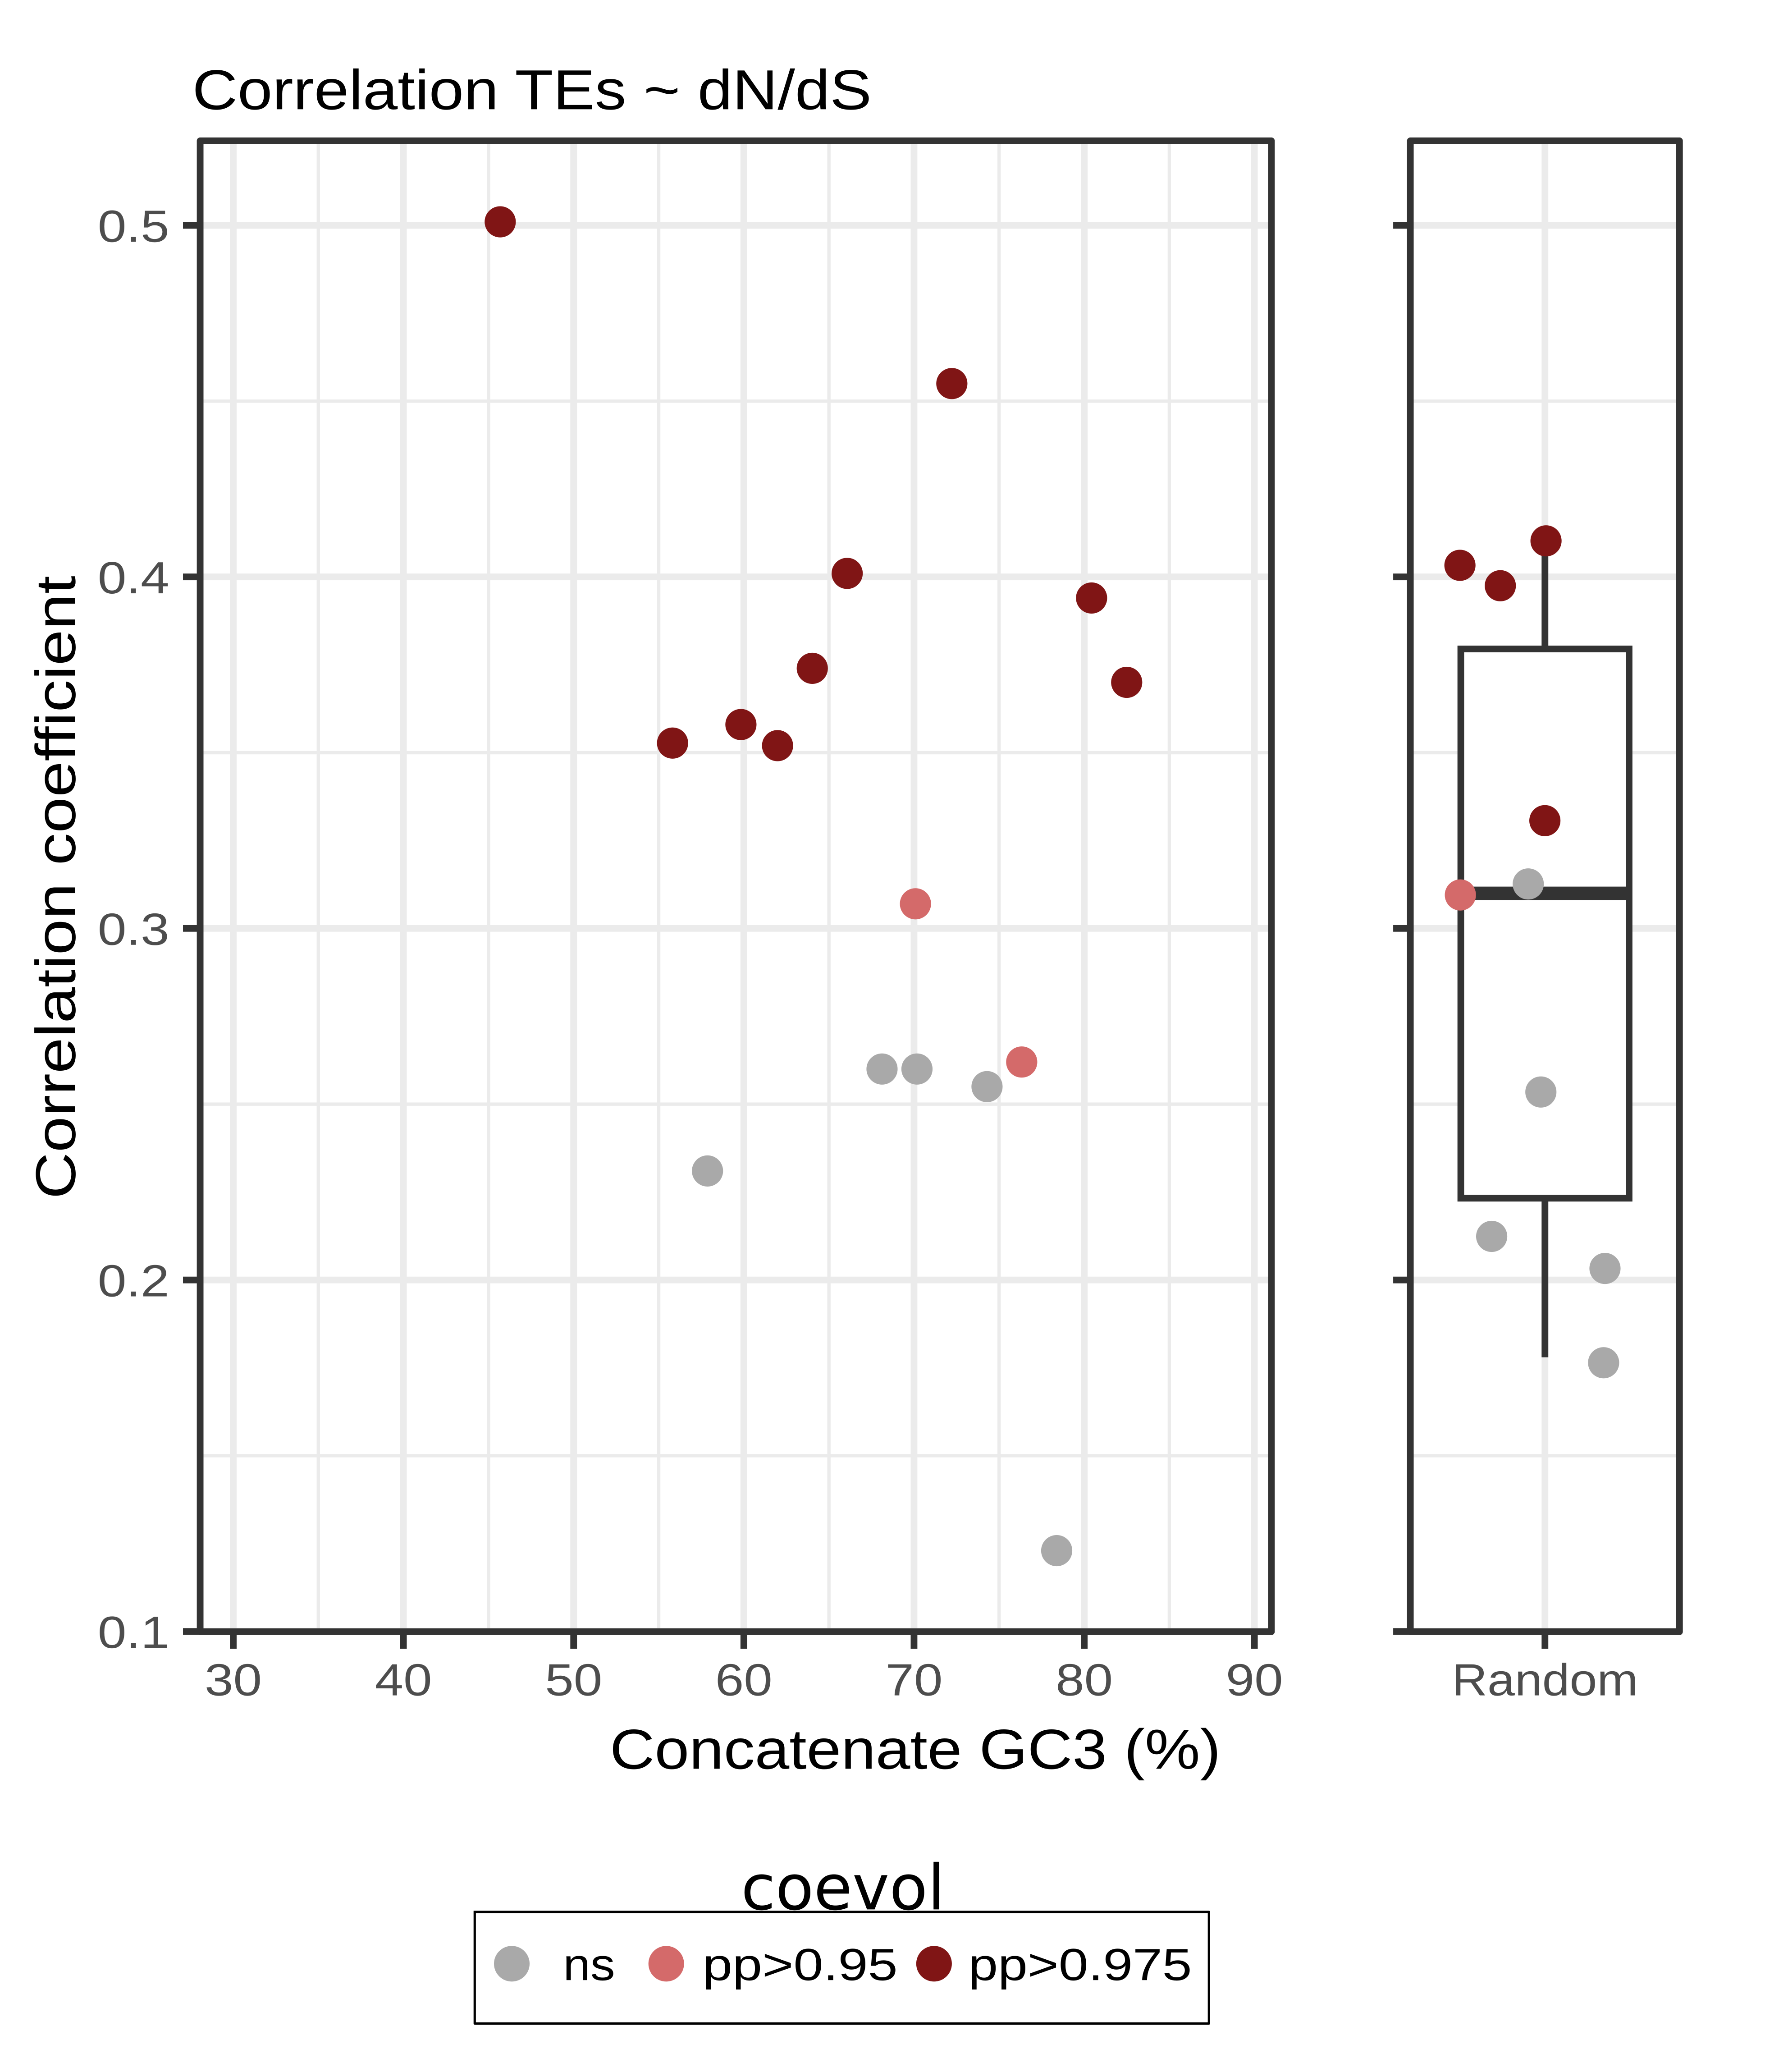 Correlation TEs ~ dN/dS
Correlation coefficient
0.5
0.4
0.3
0.2
0.1
30 40 50 60 70 80 90 Random
Concatenate GC3 (%)
coevol
ns pp>0.95 pp>0.975